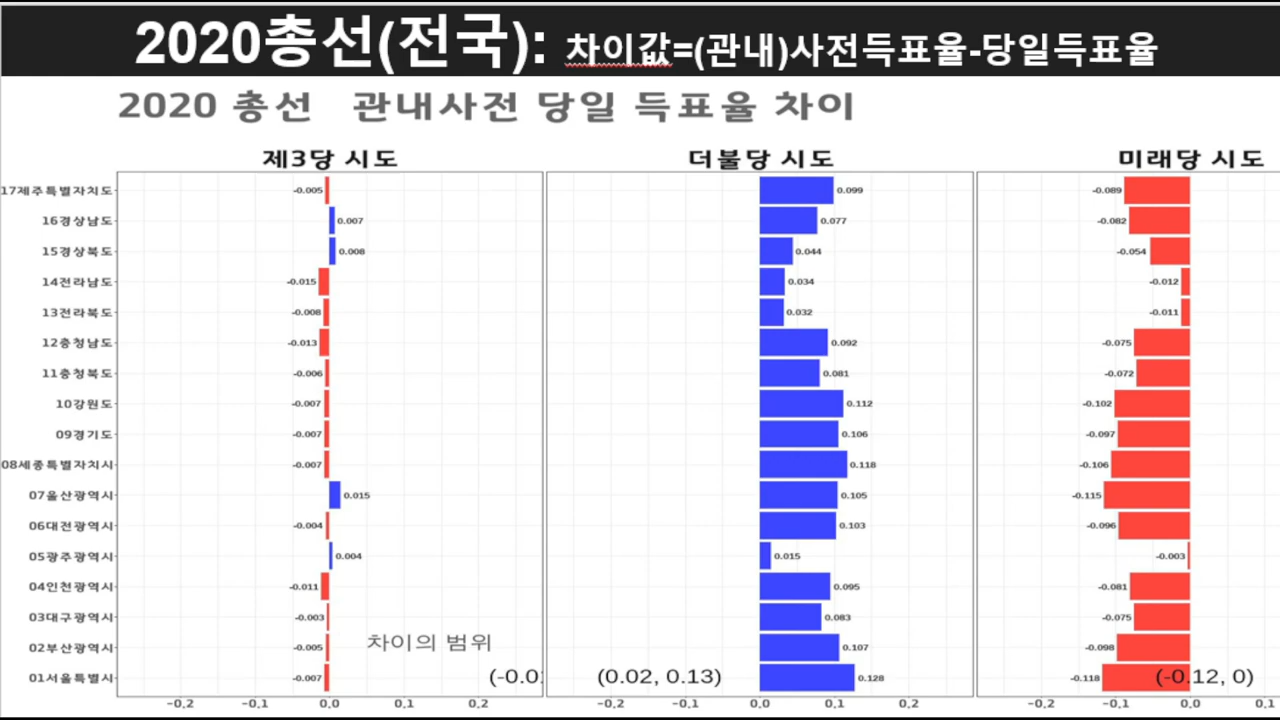 2020총선(전국): 차이값=(관내)사전득표율-당일득표율
2020 총선 관내사전 당일 득표율 차이
제3당 시도 더불당 시도 미래당 시도
17제주특별자치도 -0.005 0.099 -0.089
16경상남도 0.007 0.077 -0.082
15경상북도 0.008 0.044 -0.054
14전라남도 -0.015 0.034 -0.012
13전라북도 -0.008 0.032 -0.011
12충청남도 -0.013 0.092 -0.075
11충청북도 -0.006 0.081 -0.072
10강원도 -0.007 0.112 -0.102
09경기도 -0.007 0.106 -0.097
08세종특별자치시 -0.007 0.118 -0.106
07울산광역시 0.015 0.105 -0.115
06대전광역시 -0.004 0.103 -0.096
05광주광역시 0.004 0.015 -0.003
04인천광역시 -0.011 0.095 -0.081
03대구광역시 -0.003 0.083 -0.075
차이의 범위
02부산광역시 -0.005 0.107 -0.098
01서울특별시 -0.007 (-0.0 (0.02, 0.13) 0.128 -0.118 (-0.12, 0)
-0.2 -0.1 0.0 0.1 0.2 -0.2 -0.1 0.0 0.1 0.2 -0.2 -0.1 0.0 0.1